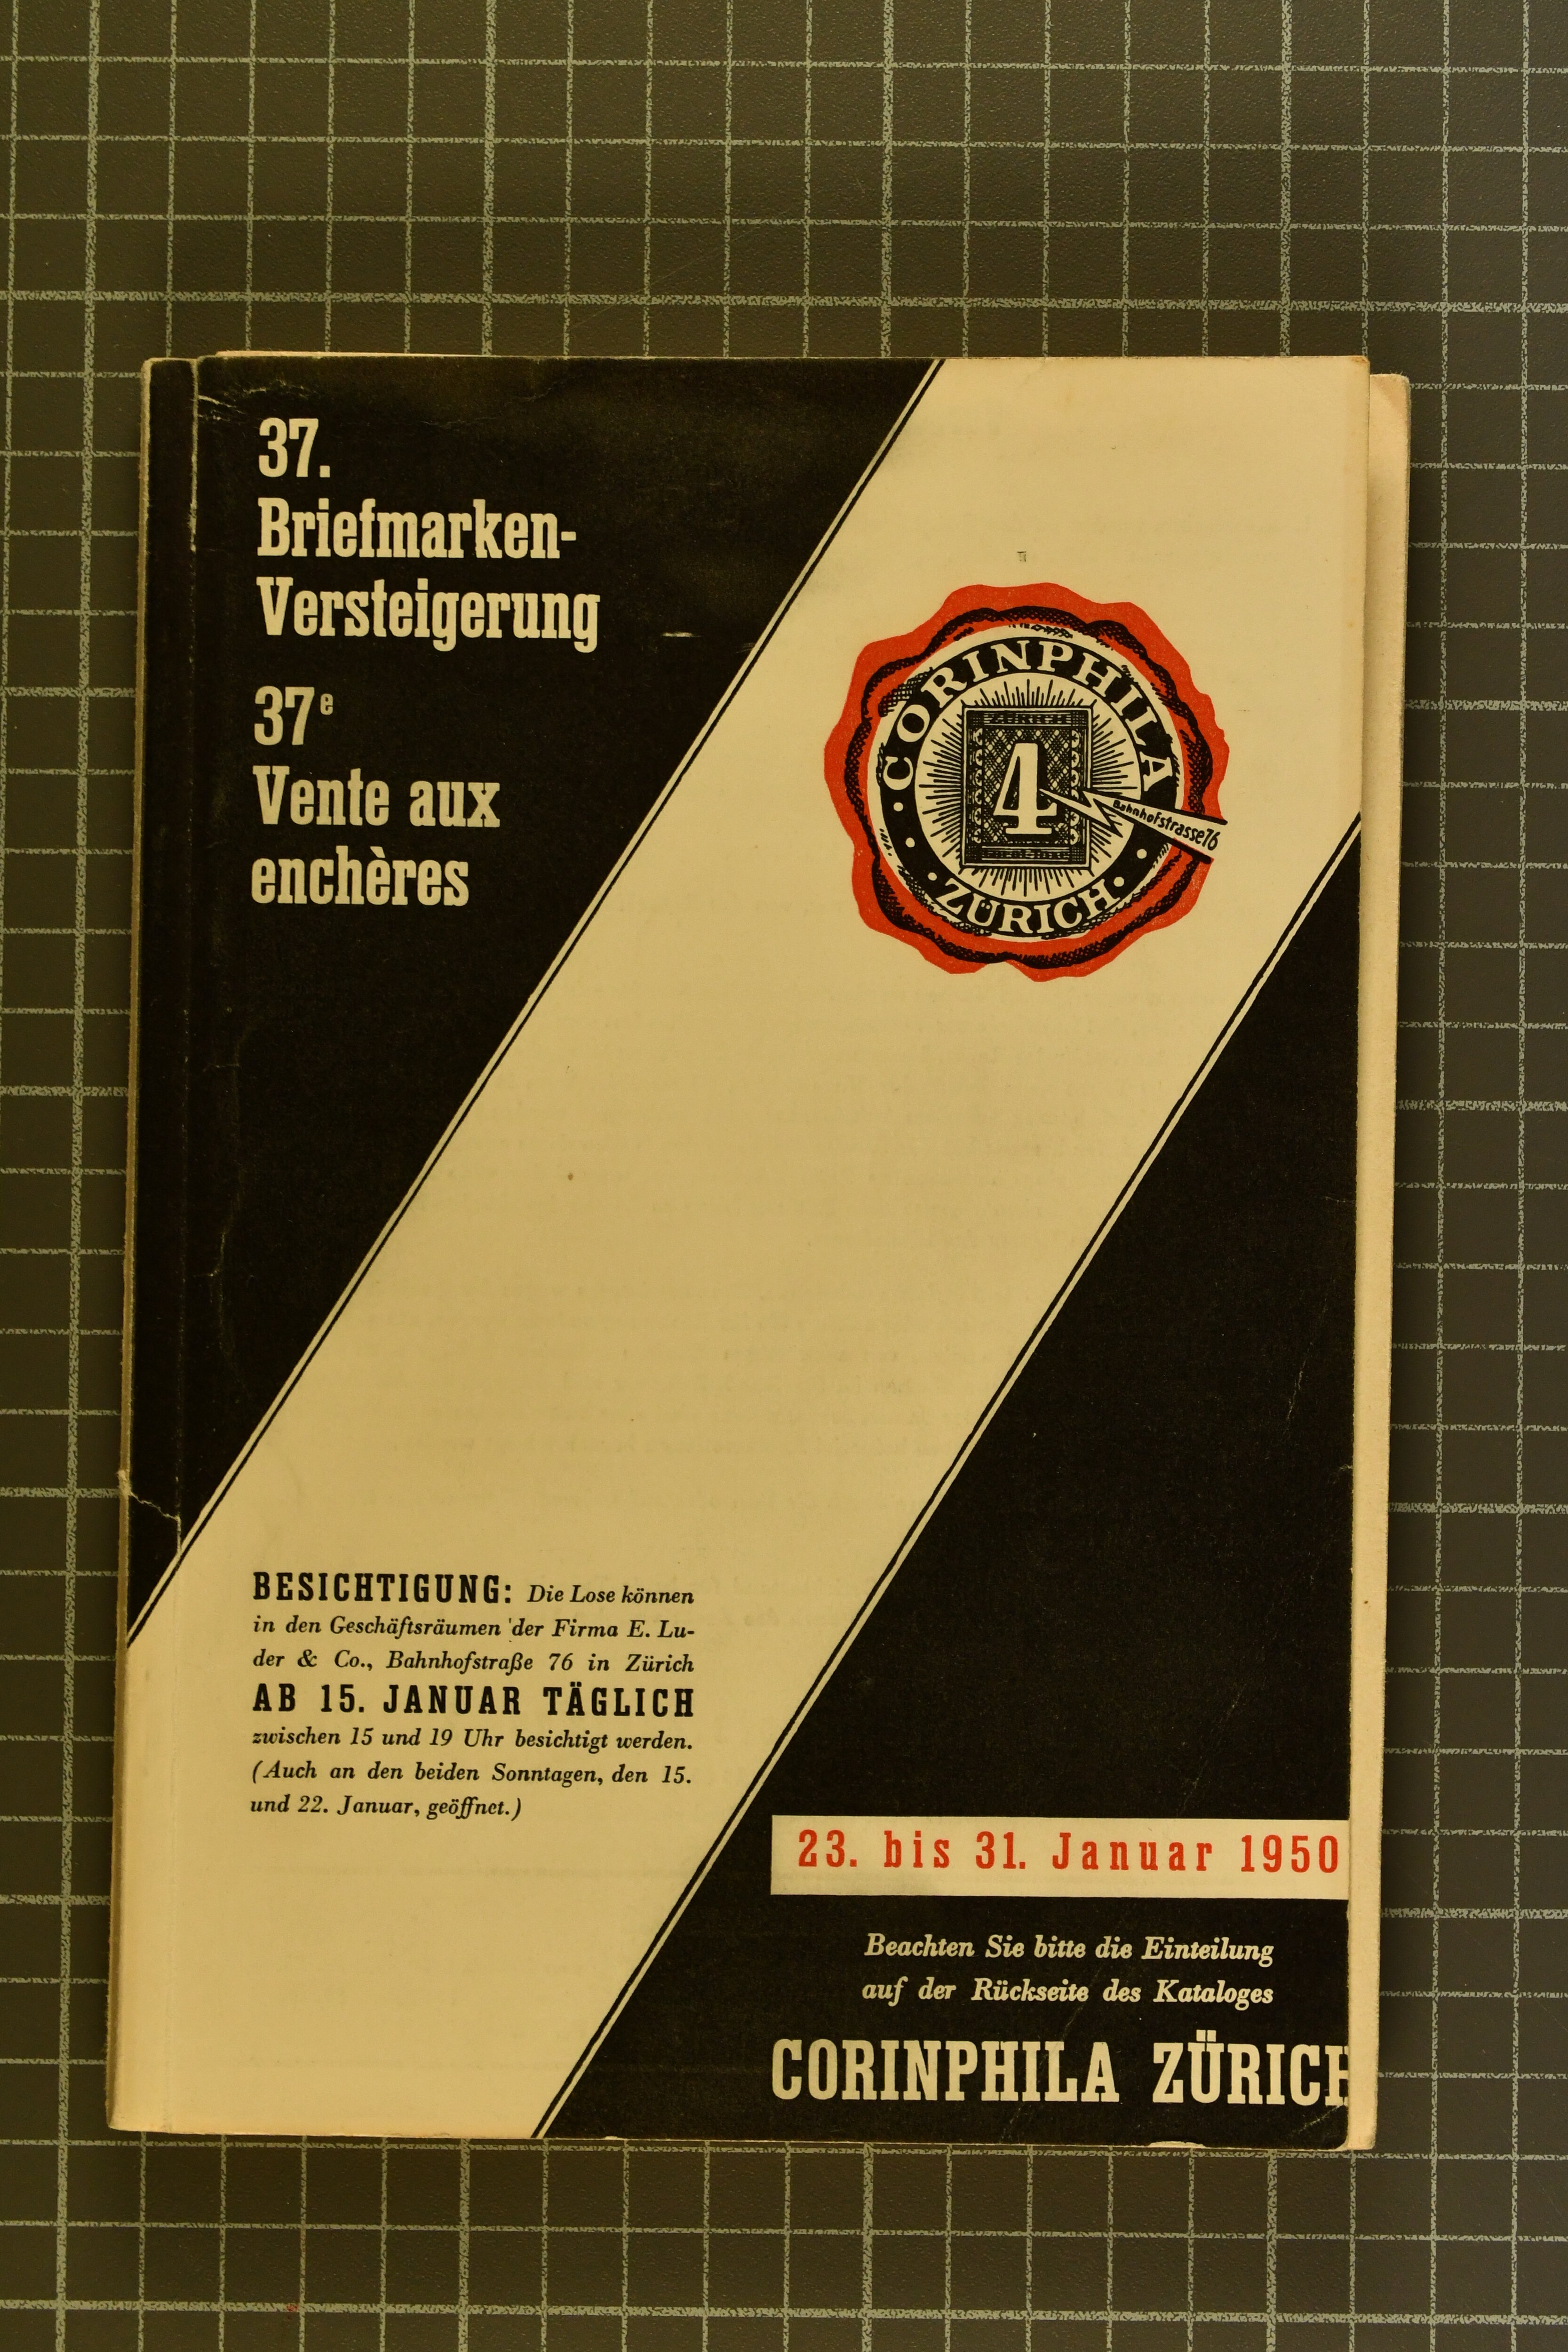 37.
Briefmarken-
Versteigerung
37e
Vente aux
enchères
CORINPHILA
ZÜRICH
4
Bahnhofstrasse 76
ZÜRICH
BESICHTIGUNG: Die Lose können
in den Geschäftsräumen der Firma E. Lu-
der & Co., Bahnhofstraße 76 in Zürich
AB 15. JANUAR TÄGLICH
zwischen 15 und 19 Uhr besichtigt werden.
(Auch an den beiden Sonntagen, den 15.
und 22. Januar, geöffnet.)
23. bis 31. Januar 1950
Beachten Sie bitte die Einteilung
auf der Rückseite des Kataloges
CORINPHILA ZÜRICH